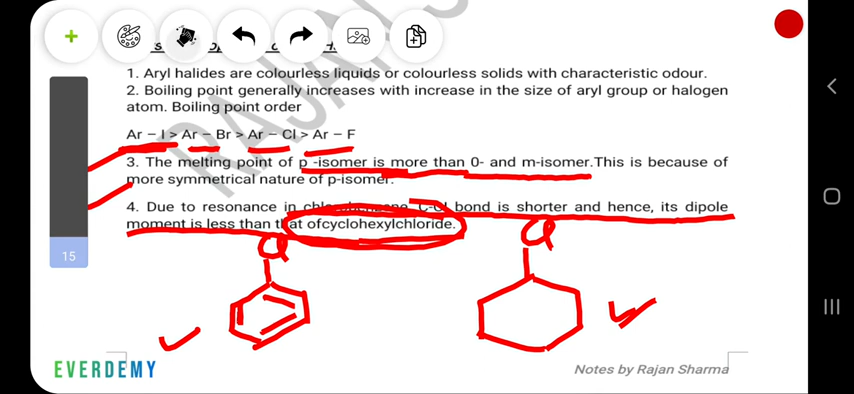 1. Aryl halides are colourless liquids or colourless solids with characteristic odour.
2. Boiling point generally increases with increase in the size of aryl group or halogen
atom. Boiling point order
Ar – I > Ar – Br > Ar – Cl > Ar – F
3. The melting point of p -isomer is more than 0- and m-isomer.This is because of
more symmetrical nature of p-isomer.
4. Due to resonance in chlorobenzene, C-Cl bond is shorter and hence, its dipole
moment is less than that ofcyclohexylchloride.
Cl Cl
15
EVERDEMY Notes by Rajan Sharma